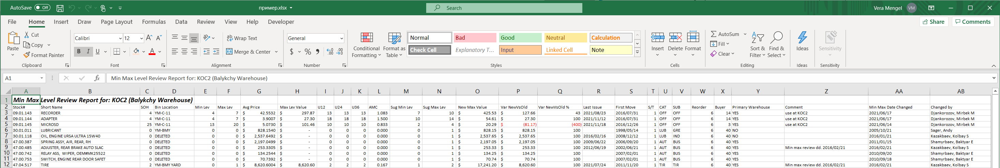 AutoSave Off пример.xlsx Search Vera Mengel VM
File Home Insert Draw Page Layout Formulas Data Review View Help Developer Share Comments
Paste Cut Copy Format Painter Clipboard
Calibri 12 B I U A Font
Wrap Text Merge & Center Alignment
General $ % Number
Conditional Formatting Format as Table
Normal Bad Good Neutral Calculation
Check Cell Explanatory T... Input Linked Cell Note
Styles
Insert Delete Format Cells
AutoSum Fill Clear Sort & Filter Find & Select Editing
Ideas Ideas
Sensitivity Sensitivity
A1 fx Min Max Level Review Report for: KOC2 (Balykchy Warehouse)
A B C D E F G H I J K L M N O P Q R S T U V W X Y Z AA AB
1 Min Max Level Review Report for: KOC2 (Balykchy Warehouse)
2 Stock# Short Name SOH Bin Location Min Lev Max Lev Avg Price Max Lev Value U12 U24 U36 AMC Sug Min Lev Sug Max Lev New Max Value Var NewVsOld Var NewVsOld % Last Issue First Move S/T CAT SUB Reorder Buyer Primary Warehouse Comment Min Max Date Changed Changed by
3 09.01.143 RECORDER 4 YM-C-11 4 7 $ 42.5532 $ 297.87 13 13 13 1.083 7 10 $ 425.53 $ 127.66 43 2021/08/23 2016/07/31 1 OFF OFF 6 14 YES use at KOC2 2021/06/17 Djankorozov, Mirbek M
4 09.01.144 ADAPTER 4 YM-C-11 4 7 $ 3.9007 $ 27.30 18 18 18 1.500 10 14 $ 54.61 $ 27.30 100 2021/11/12 2016/07/31 1 OFF OFF 6 14 YES use at KOC2 2021/06/17 Djankorozov, Mirbek M
5 09.01.145 MICROSD 25 YM-C-11 13 20 $ 5.0730 $ 101.46 10 10 10 0.833 2 4 $ 20.29 $ (81.17) (400) 2021/11/18 2016/12/26 1 OFF OFF 6 3 YES use at KOC2 2021/06/14 Djankorozov, Mirbek M
6 30.01.011 LUBRICANT 0 YM-BMY 0 0 $ 828.1540 $ - 0 0 0 0.000 0 1 $ 828.15 $ 828.15 100 1998/05/14 1 LUB GRE 6 40 NO 2005/10/21 Sager, Andy
7 30.01.118 OIL, ENGINE URSA ULTRA 15W40 0 DELETED 0 0 $ 2,537.6492 $ - 0 0 0 0.000 0 1 $ 2,537.65 $ 2,537.65 100 2016/02/16 2008/12/12 1 LUB IND 6 40 YES 2016/01/21 Kazakbaev, Kolbay S
8 47.00.387 SPRING ASSY, AIR, REAR, RH 0 DELETED 0 0 $ 2,197.0499 $ - 0 0 0 0.000 0 1 $ 2,197.05 $ 2,197.05 100 2009/06/22 2006/09/20 1 AUT BUS 6 40 YES 2011/01/15 Shamyrbaev, Baktyar E
9 47.00.485 ADJUSTER, REAR BRAKE AUTO SLAC 0 DELETED 0 0 $ 253.3305 $ - 0 0 0 0.000 0 1 $ 253.33 $ 253.33 100 2012/06/19 2002/06/21 1 AUT BUS 6 40 YES Min max review dd. 2016/02/21 2016/02/21 Kazakbaev, Kolbay S
10 47.00.742 RELAY ASS, WIPER, OEM#MK25522 0 DELETED 0 0 $ 134.2544 $ - 0 0 0 0.000 0 1 $ 134.25 $ 134.25 100 2007/02/01 1 AUT BUS 6 40 YES 2010/09/20 Shamyrbaev, Baktyar E
11 47.00.753 SWITCH, ENGINE REAR DOOR SAFET 0 DELETED 0 0 $ 70.7392 $ - 0 0 0 0.000 0 1 $ 70.74 $ 70.74 100 2007/02/01 1 AUT BUS 6 40 YES 2010/09/18 Shamyrbaev, Baktyar E
12 47.04.517 TIRE 2 YM-BMY YARD 0 1 $ 8,620.6004 $ 8,620.60 2 2 2 0.167 1 2 $ 17,241.20 $ 8,620.60 100 2021/07/24 2011/11/20 1 TIR TIR 6 40 YES Min max review dd. 2016/02/21 2016/02/21 Kazakbaev, Kolbay S